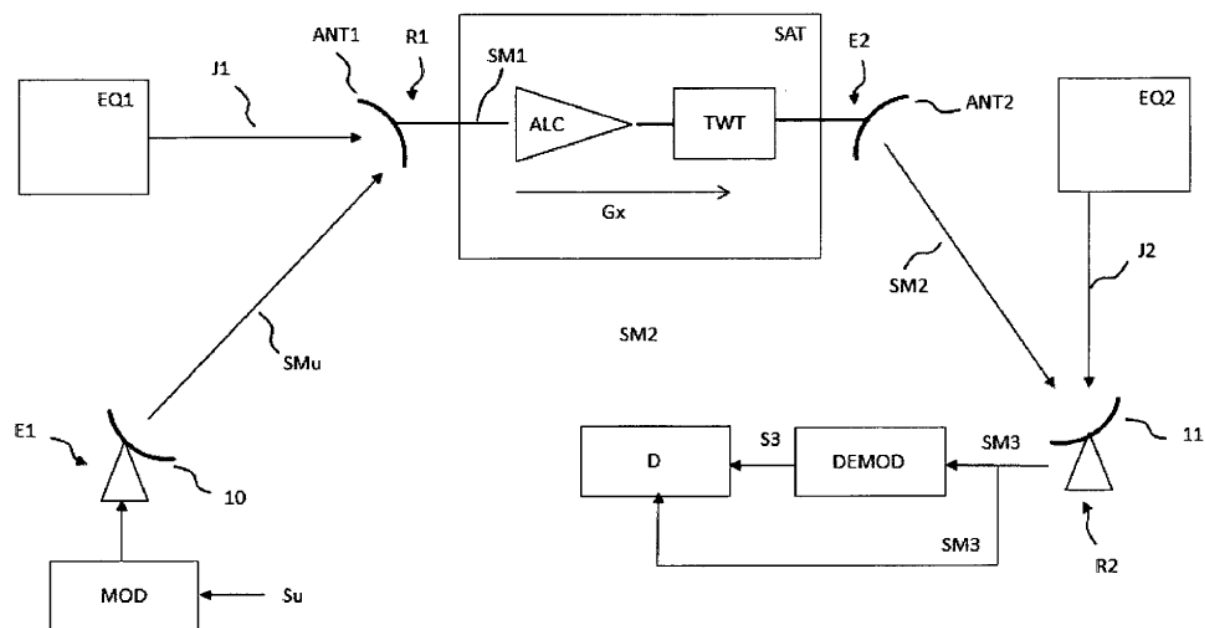 ANT1
R1
SAT
E2
J1
SM1
EQ1
ALC
TWT
ANT2
EQ2
Gx
SM2
J2
SM2
SMu
E1
10
11
D
S3
DEMOD
SM3
SM3
R2
MOD
Su